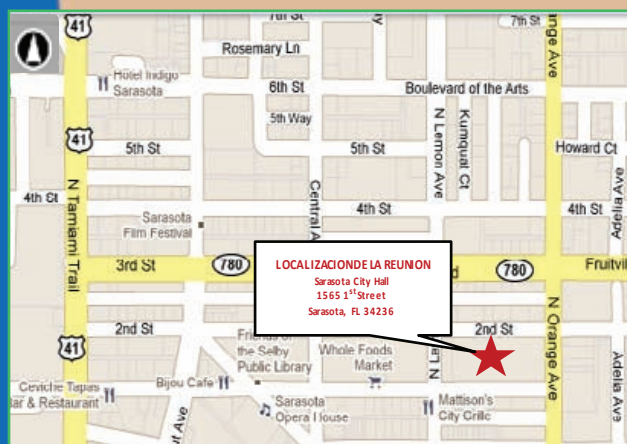 7th St
7th St
41
Rosemary Ln
Hotel Indigo
Sarasota
6th St
Boulevard of the Arts
5th Way
41
5th St
5th St
N Lemon Ave
Kumquat Ct
Howard Ct
ange Ave
4th St
N Tamiami Trail
Sarasota
Film Festival
Central A
4th St
4th St
Adelia Ave
3rd St
780
780
Fruitvil
d
LOCALIZACIONDE LA REUNION
Sarasota City Hall
1565 1st Street
Sarasota, FL 34236
2nd St
2nd St
N Orange Ave
41
Friends of
the Selby
Public Library
Whole Foods
Market
N Le
Adelia Ave
Ceviche Tapas
Bar & Restaurant
Bijou Cafe
ut Ave
Sarasota
Opera House
Mattison's
City Grille